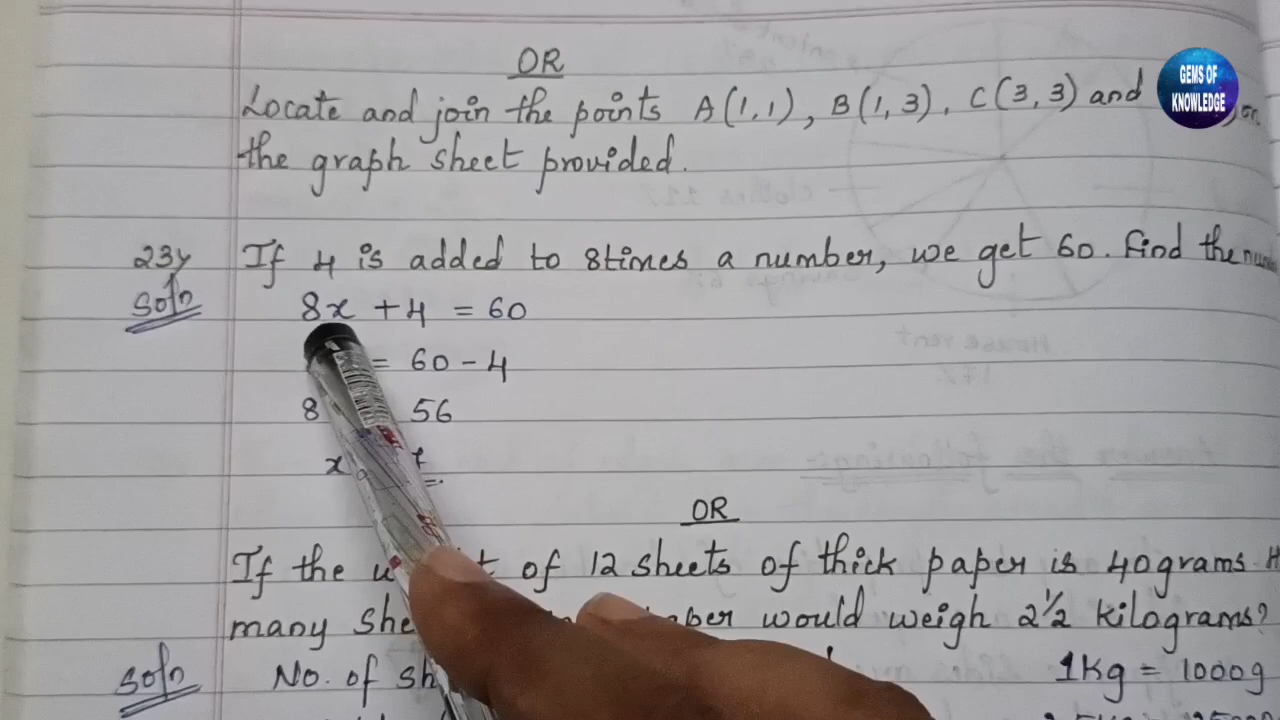 OR
Locate and join the points A(1,1), B(1,3), C(3,3) and
GEMS OF
KNOWLEDGE
on
the graph sheet provided.
23) If 4 is added to 8times a number, we get 60. Find the
Soln 8x + 4 = 60
= 60 - 4
8 56
x 7
OR
If the of 12 sheets of thick paper is 40grams.
many would weigh 2½ kilograms?
Soln No. of 1Kg = 1000g